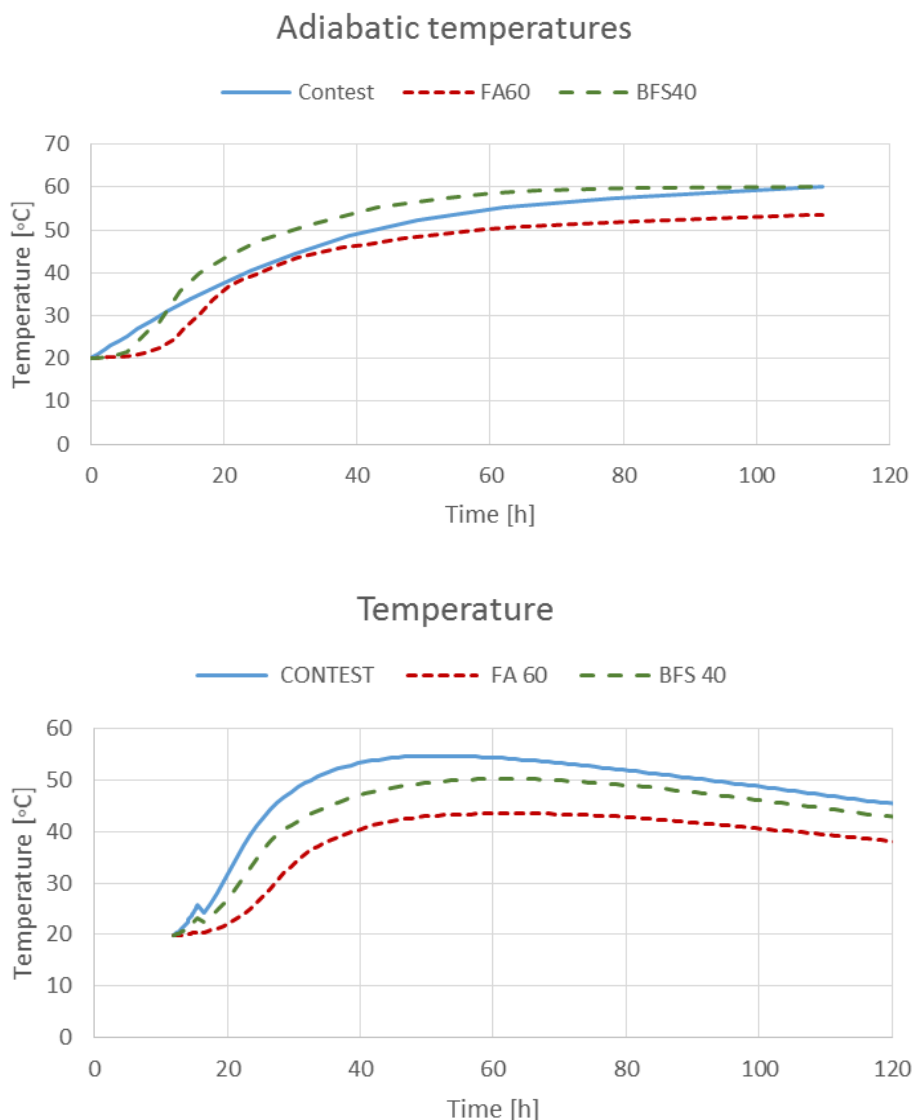 Adiabatic temperatures
Contest FA60 BFS40
Temperature [°C]
70
60
50
40
30
20
10
0
0 20 40 60 80 100 120
Time [h]
Temperature
CONTEST FA 60 BFS 40
Temperature [°C]
60
50
40
30
20
10
0
0 20 40 60 80 100 120
Time [h]